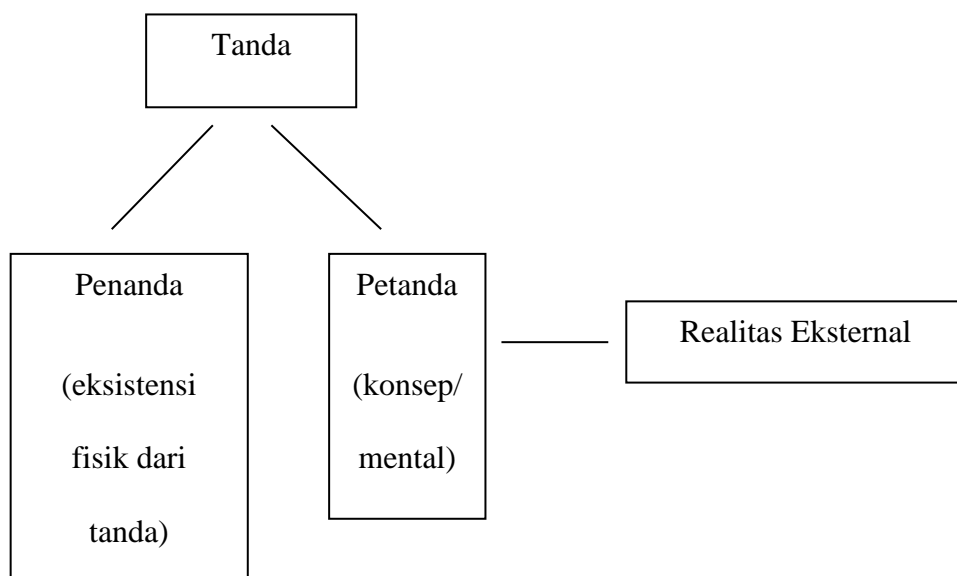 Tanda
Penanda
(eksistensi
fisik dari
tanda)
Petanda
(konsep/
mental)
Realitas Eksternal